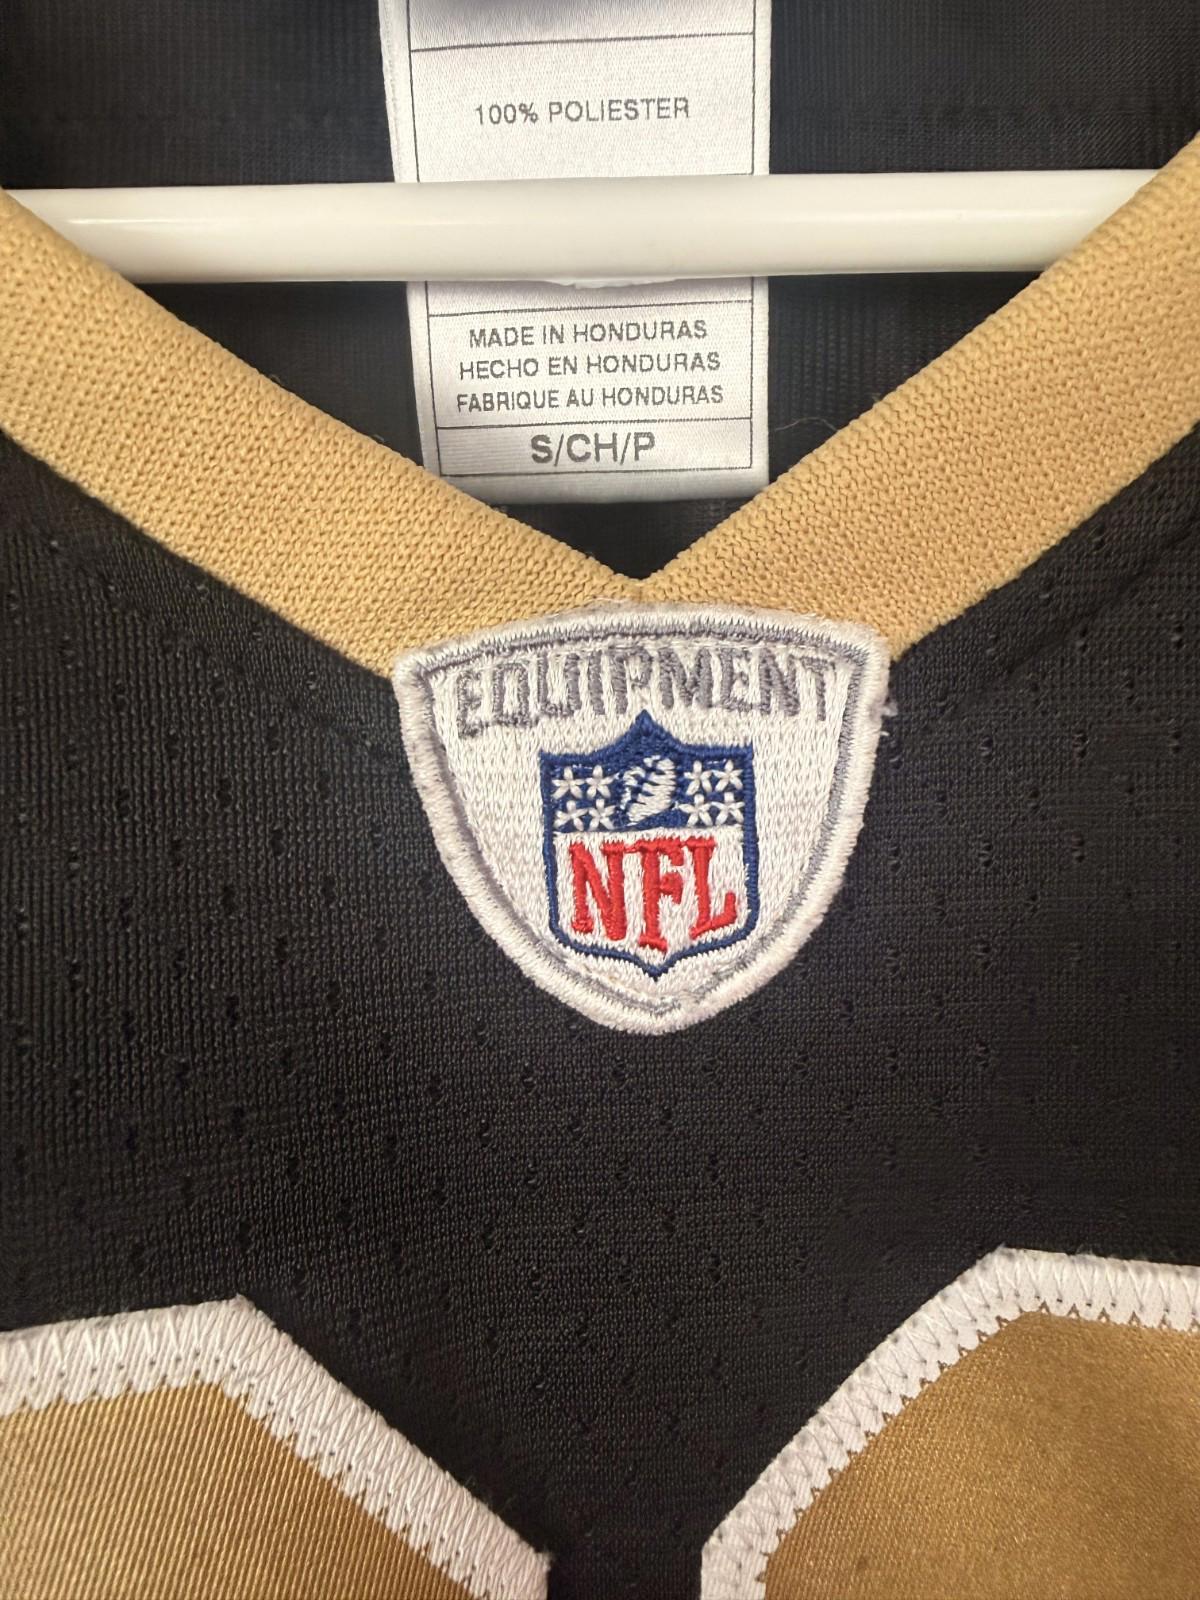 100% POLIESTER
MADE IN HONDURAS
HECHO EN HONDURAS
FABRIQUE AU HONDURAS
S/CH/P
EQUIPMENT
NFL